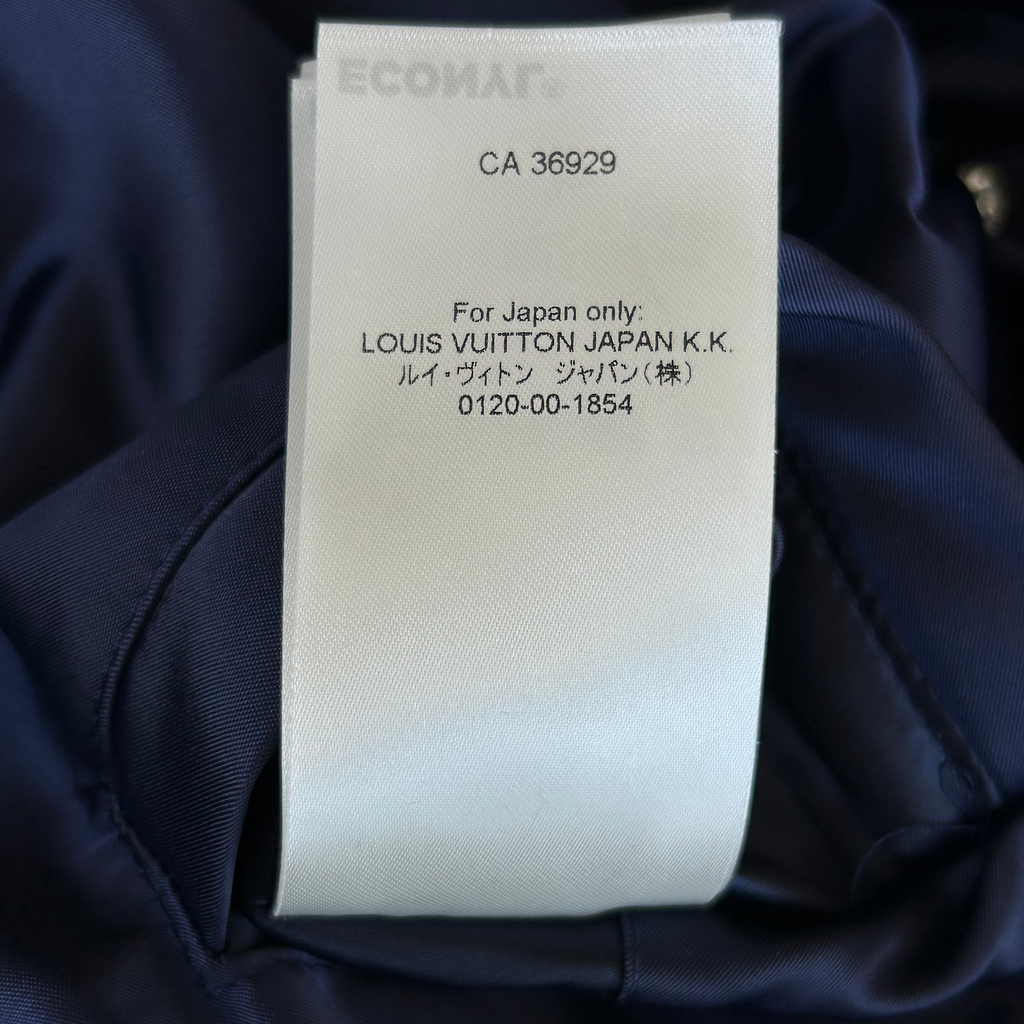 ECONYL®
CA 36929
For Japan only:
LOUIS VUITTON JAPAN K.K.
ルイ・ヴィトン　ジャパン(株)
0120-00-1854